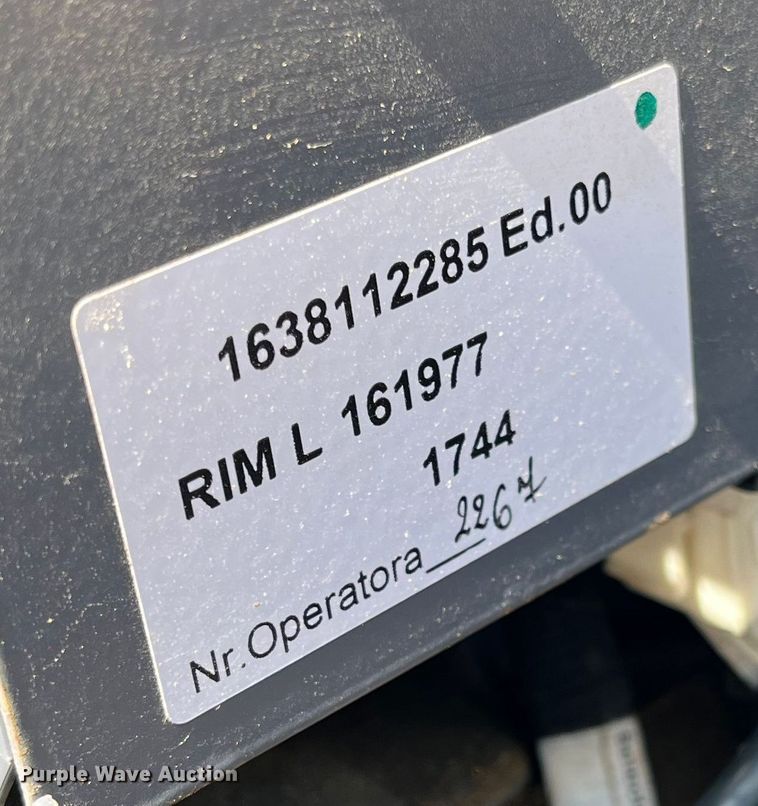 1638112285 Ed.00
RIM L 161977
1744
Nr.Operatora 2267
Purple Wave Auction